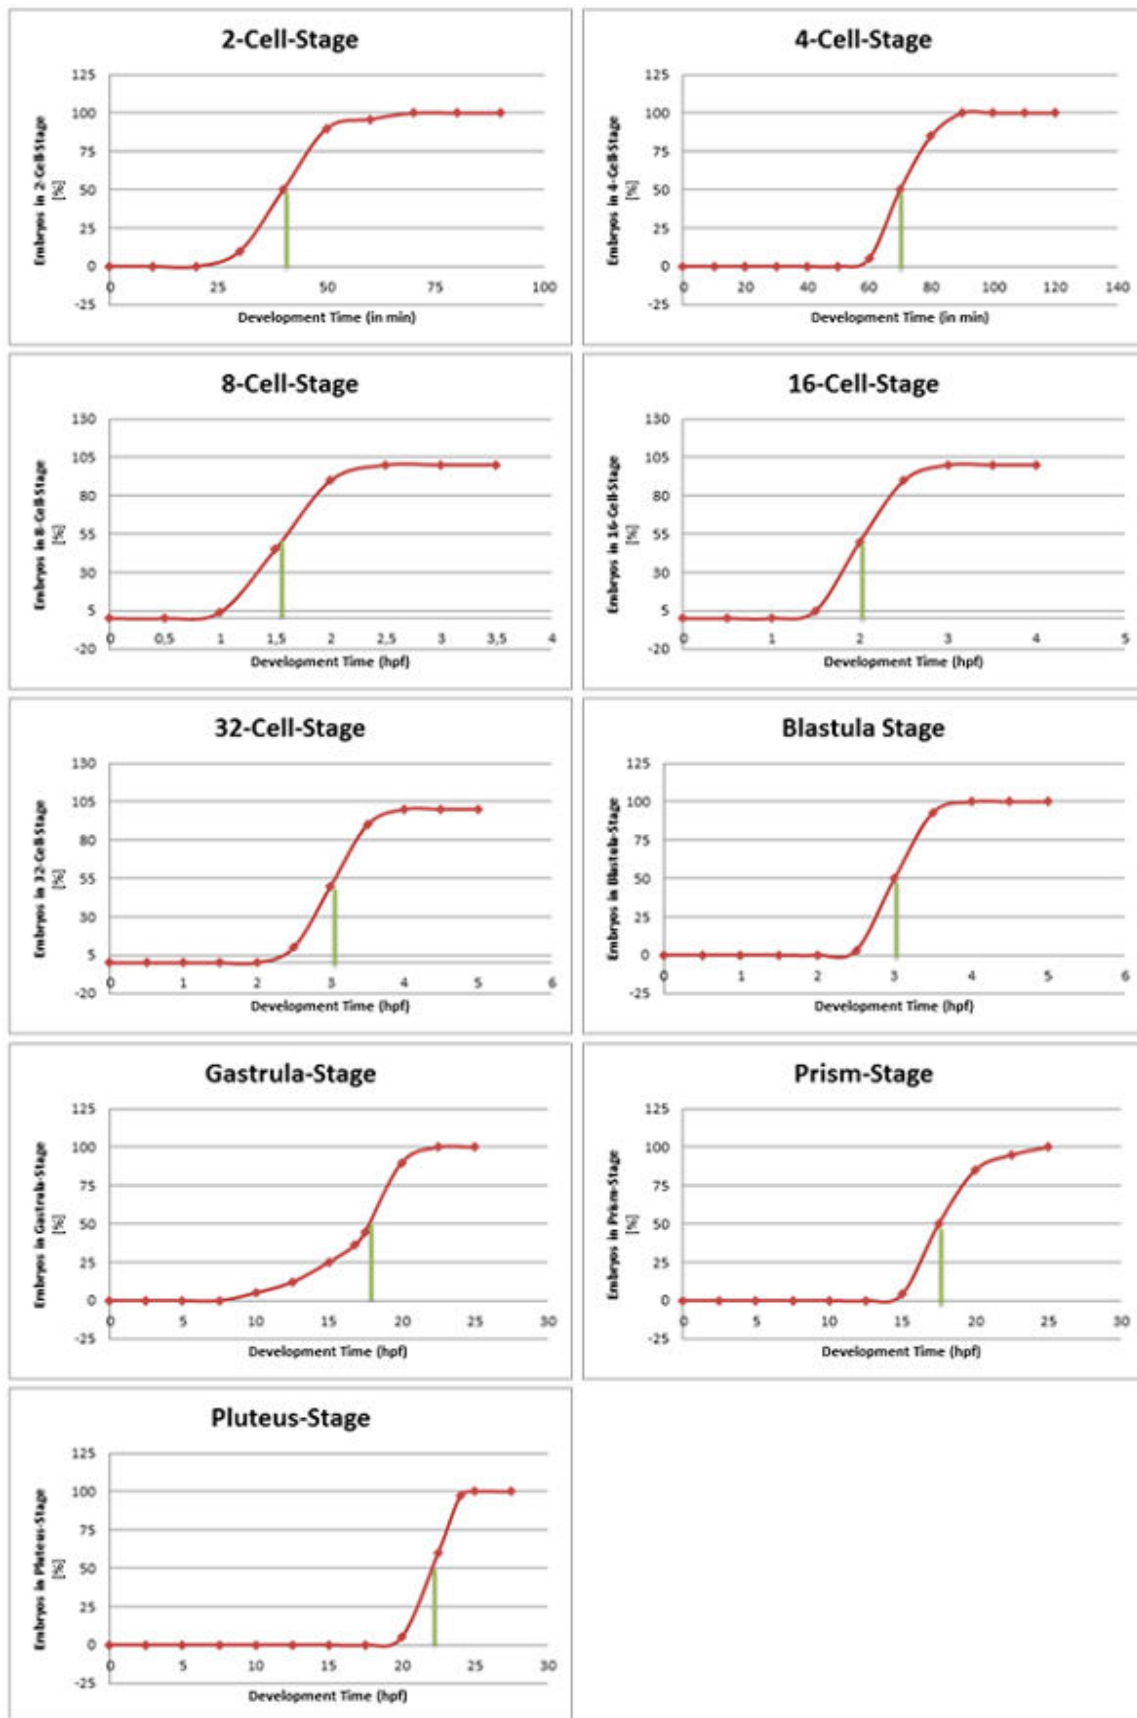 2-Cell-Stage
125
100
75
50
25
0
-25
Embryos in 2-Cell-Stage
[%]
0 25 50 75 100
Development Time (in min)
4-Cell-Stage
125
100
75
50
25
0
-25
Embryos in 4-Cell-Stage
[%]
0 20 40 60 80 100 120 140
Development Time (in min)
8-Cell-Stage
130
105
80
55
30
5
-20
Embryos in 8-Cell-Stage
[%]
0 0,5 1 1,5 2 2,5 3 3,5 4
Development Time (hpf)
16-Cell-Stage
130
105
80
55
30
5
-20
Embryos in 16-Cell-Stage
[%]
0 1 2 3 4 5
Development Time (hpf)
32-Cell-Stage
130
105
80
55
30
5
-20
Embryos in 32-Cell-Stage
[%]
0 1 2 3 4 5 6
Development Time (hpf)
Blastula Stage
125
100
75
50
25
0
-25
Embryos in Blastula-Stage
[%]
0 1 2 3 4 5 6
Development Time (hpf)
Gastrula-Stage
125
100
75
50
25
0
-25
Embryos in Gastrula-Stage
[%]
0 5 10 15 20 25 30
Development Time (hpf)
Prism-Stage
125
100
75
50
25
0
-25
Embryos in Prism-Stage
[%]
0 5 10 15 20 25 30
Development Time (hpf)
Pluteus-Stage
125
100
75
50
25
0
-25
Embryos in Pluteus-Stage
[%]
0 5 10 15 20 25 30
Development Time (hpf)